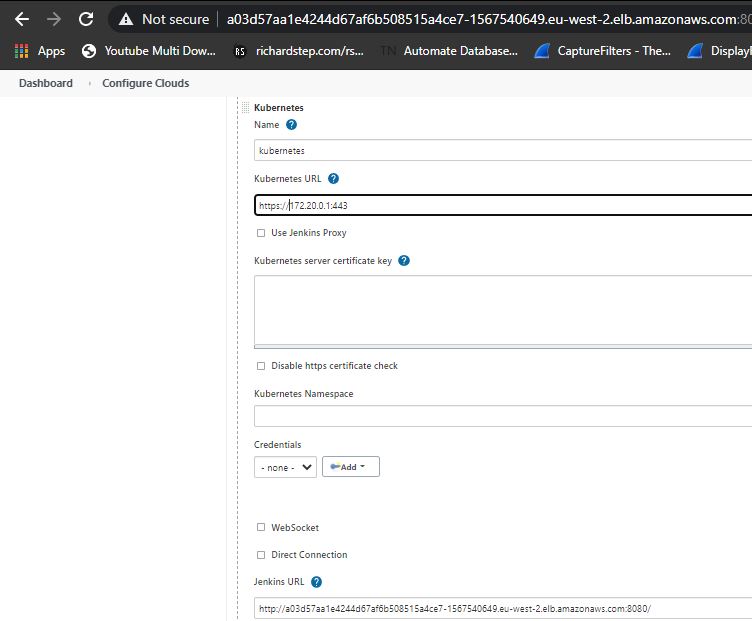 Not secure a03d57aa1e4244d67af6b508515a4ce7-1567540649.eu-west-2.elb.amazonaws.com:80
Apps Youtube Multi Dow... RS richardstep.com/rs... TN Automate Database... CaptureFilters - The... Displayl
Dashboard Configure Clouds
Kubernetes
Name ?
kubernetes
Kubernetes URL ?
https://172.20.0.1:443
Use Jenkins Proxy
Kubernetes server certificate key ?
Disable https certificate check
Kubernetes Namespace
Credentials
- none - Add
WebSocket
Direct Connection
Jenkins URL ?
http://a03d57aa1e4244d67af6b508515a4ce7-1567540649.eu-west-2.elb.amazonaws.com:8080/